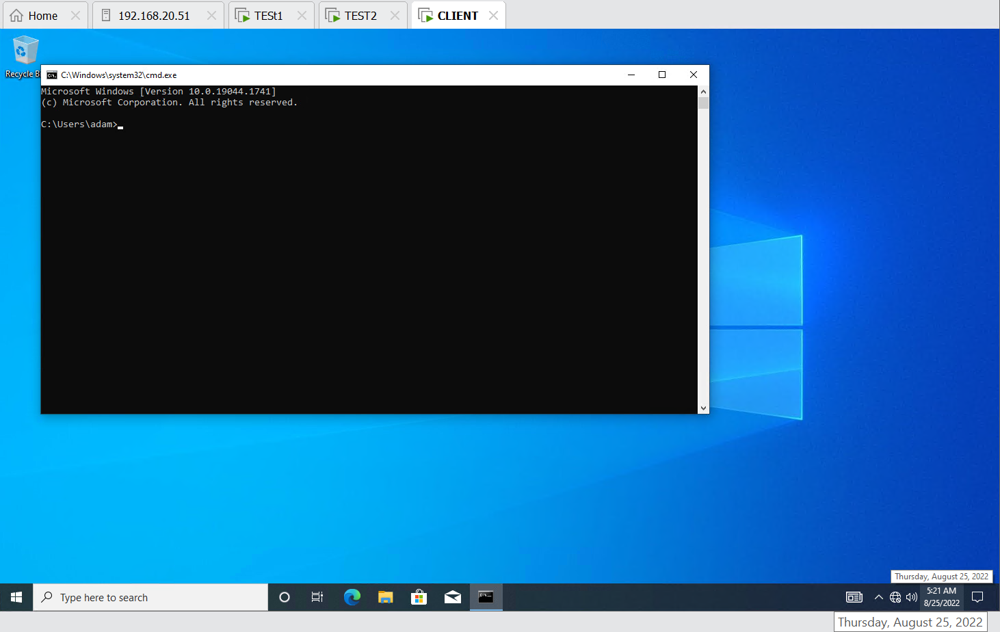 Home
192.168.20.51
TESt1
TEST2
CLIENT
Recycle B
C:\Windows\system32\cmd.exe
Microsoft Windows [Version 10.0.19044.1741]
(c) Microsoft Corporation. All rights reserved.
C:\Users\adam>
Thursday, August 25, 2022
Type here to search
5:21 AM
8/25/2022
Thursday, August 25, 2022